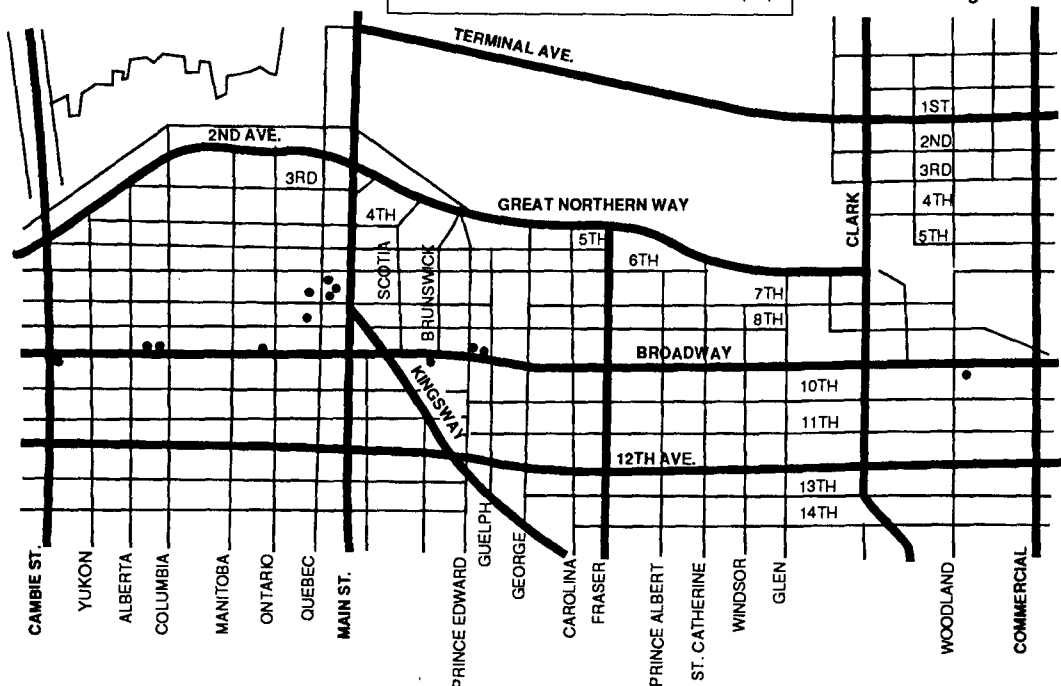 TERMINAL AVE.
1ST
2ND AVE.
2ND
3RD
3RD
4TH
GREAT NORTHERN WAY
4TH
5TH
5TH
CLARK
SCOTIA
BRUNSWICK
6TH
7TH
8TH
BROADWAY
KINGSWAY
10TH
11TH
12TH AVE.
13TH
14TH
CAMBIE ST.
YUKON
ALBERTA
COLUMBIA
MANITOBA
ONTARIO
QUEBEC
MAIN ST.
PRINCE EDWARD
GUELPH
GEORGE
CAROLINA
FRASER
PRINCE ALBERT
ST. CATHERINE
WINDSOR
GLEN
WOODLAND
COMMERCIAL